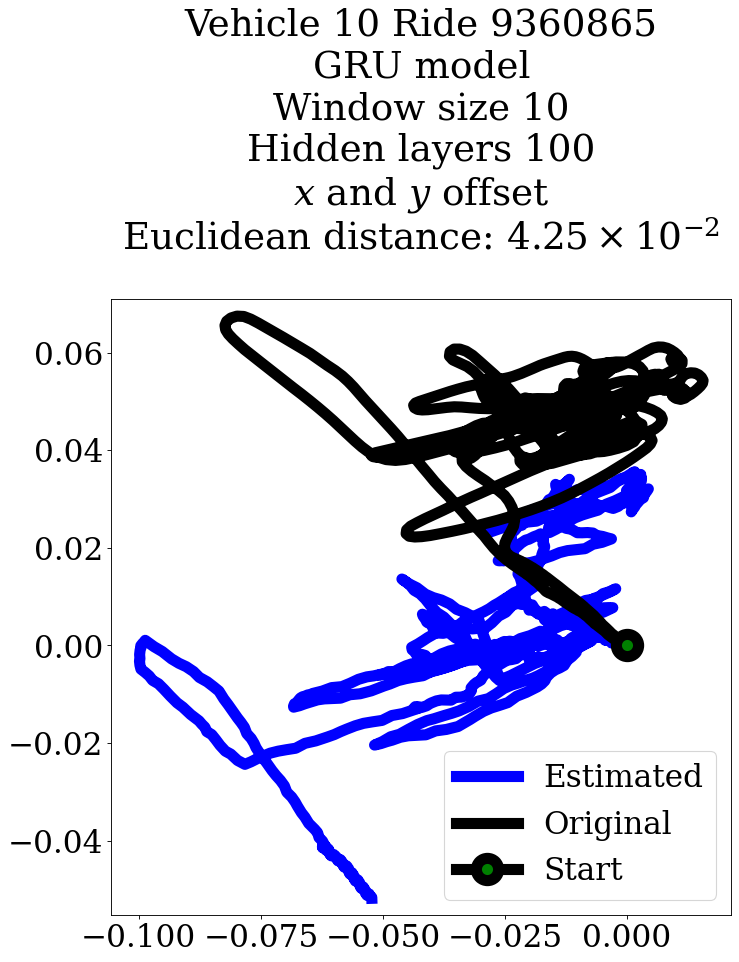 Vehicle 10 Ride 9360865
GRU model
Window size 10
Hidden layers 100
x and y offset
Euclidean distance: 4.25 × 10⁻²
0.06
0.04
0.02
0.00
−0.02
−0.04
Estimated
Original
Start
−0.100 −0.075 −0.050 −0.025 0.000